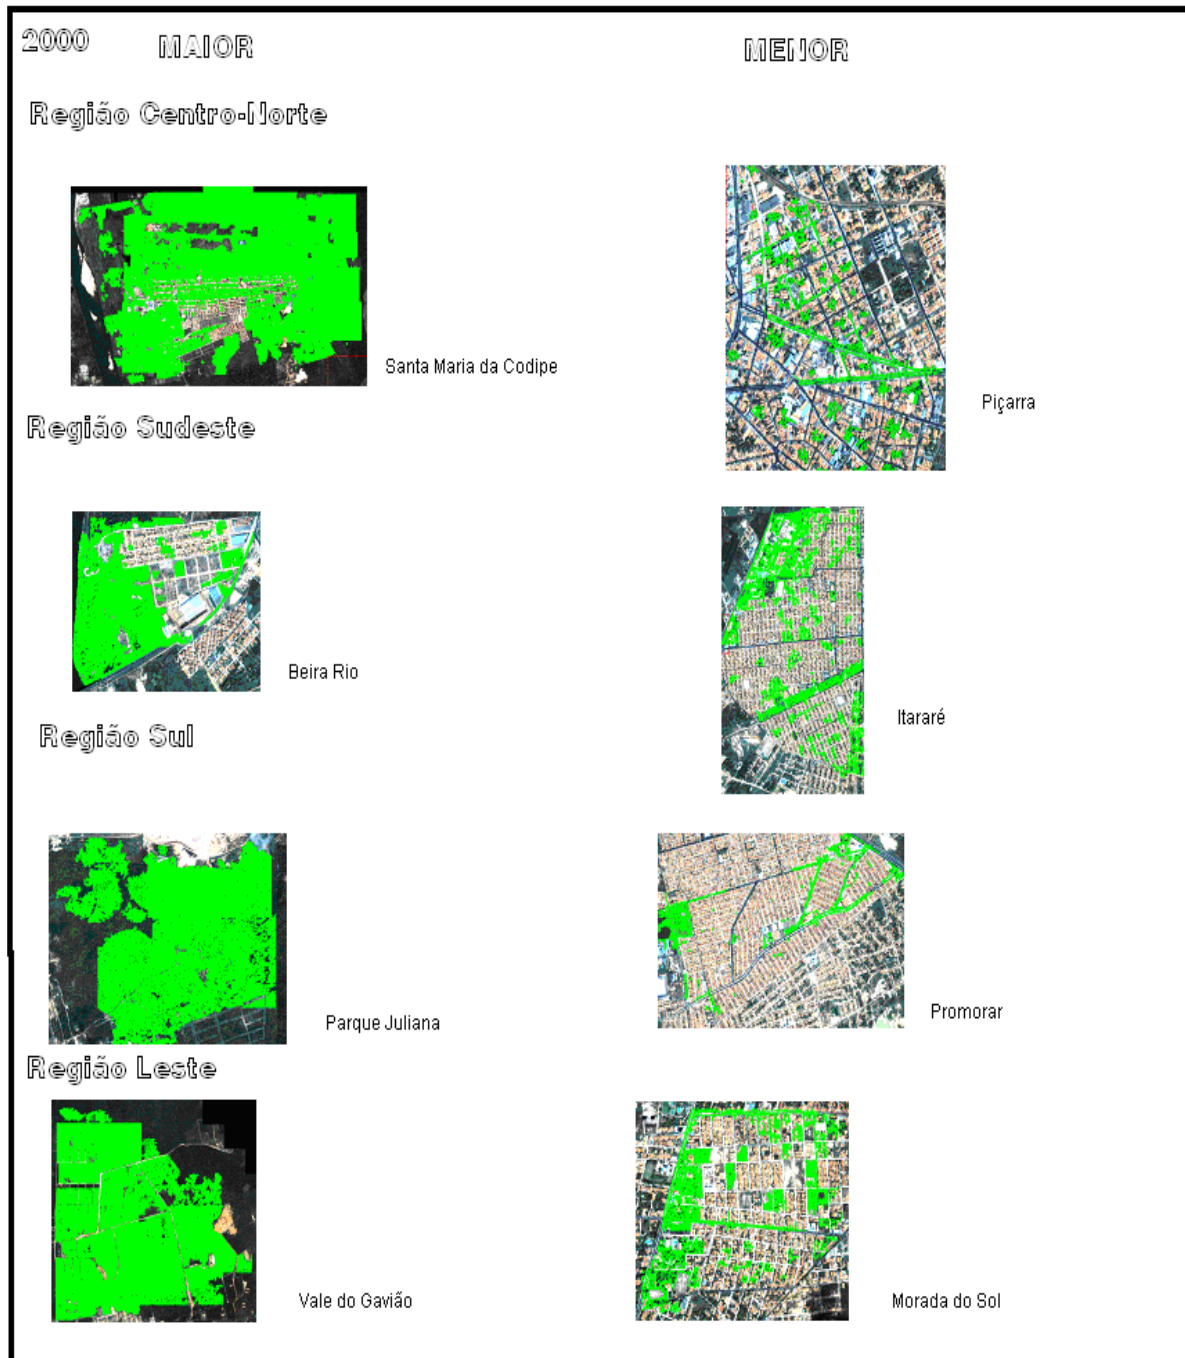 2000 MAIOR MENOR
Região Centro-Norte
Santa Maria da Codipe
Piçarra
Região Sudeste
Beira Rio
Itararé
Região Sul
Parque Juliana
Promorar
Região Leste
Vale do Gavião
Morada do Sol